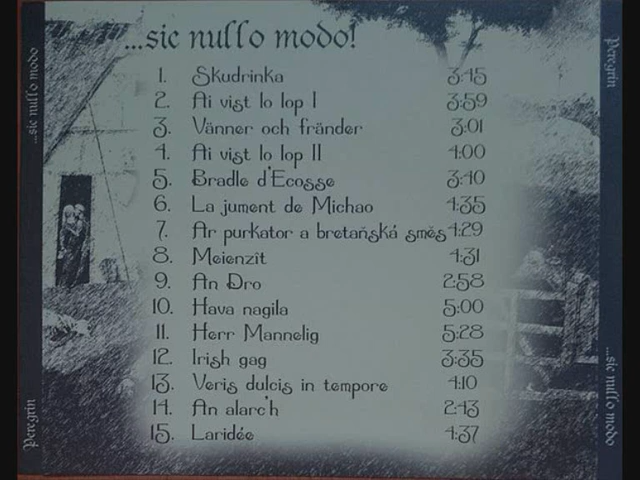 ...sic nullo modo!
1. Skudrinka 3:45
2. Ai vist lo lop I 3:59
3. Vänner och fränder 3:01
4. Ai vist lo lop II 4:00
5. Bradle d'Ecosse 3:40
6. La jument de Michao 4:35
7. Ar purkator a bretaňská směs 4:29
8. Meienzît 4:31
9. An Dro 2:58
10. Hava nagila 5:00
11. Herr Mannelig 5:28
12. Irish gag 3:35
13. Veris dulcis in tempore 4:10
14. An alarc'h 2:43
15. Laridée 4:37
...sic nullo modo
Peregrin
Peregrin
...sic nullo modo